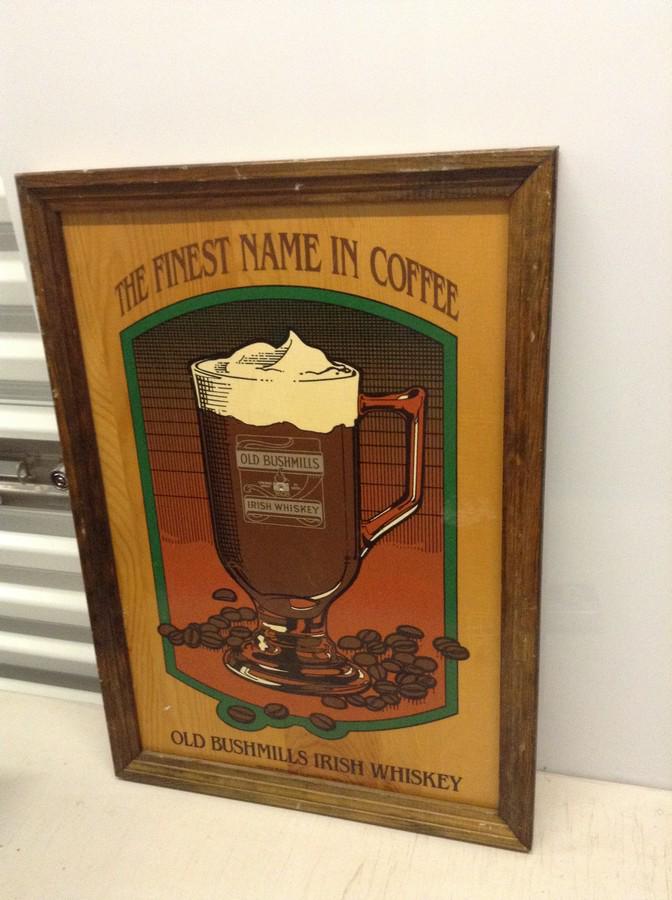 THE FINEST NAME IN COFFEE
OLD BUSHMILLS
IRISH WHISKEY
OLD BUSHMILLS IRISH WHISKEY